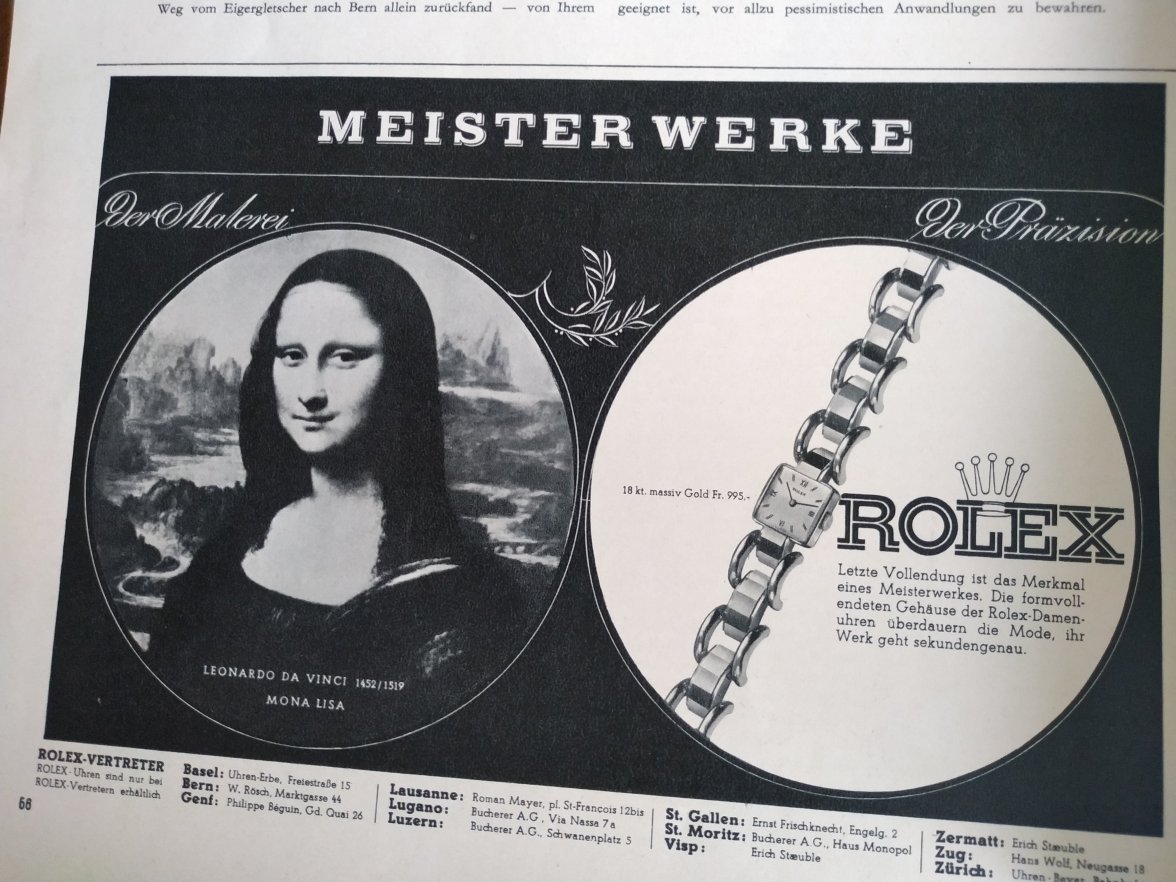 Weg vom Eigergletscher nach Bern allein zurückfand — von Ihrem
geeignet ist, vor allzu pessimistischen Anwandlungen zu bewahren.
MEISTERWERKE
Der Malerei
Der Präzision
LEONARDO DA VINCI 1452/1519
MONA LISA
18 kt. massiv Gold Fr. 995.-
ROLEX
ROLEX
Letzte Vollendung ist das Merkmal
eines Meisterwerkes. Die formvoll-
endeten Gehäuse der Rolex-Damen-
uhren überdauern die Mode, ihr
Werk geht sekundengenau.
ROLEX-VERTRETER
ROLEX-Uhren sind nur bei
ROLEX-Vertretern erhältlich
Basel: Uhren-Erbe, Freiestraße 15
Bern: W. Rösch, Marktgasse 44
Genf: Philippe Béguin, Gd. Quai 26
Lausanne: Roman Mayer, pl. St-Francois 12bis
Lugano: Bucherer A.G., Via Nassa 7a
Luzern: Bucherer A.G., Schwanenplatz 5
St. Gallen: Ernst Frischknecht, Engelg. 2
St. Moritz: Bucherer A.G., Haus Monopol
Visp: Erich Stæuble
Zermatt: Erich Stæuble
Zug: Hans Wolf, Neugasse 18
Zürich: Uhren-Beyer,
56